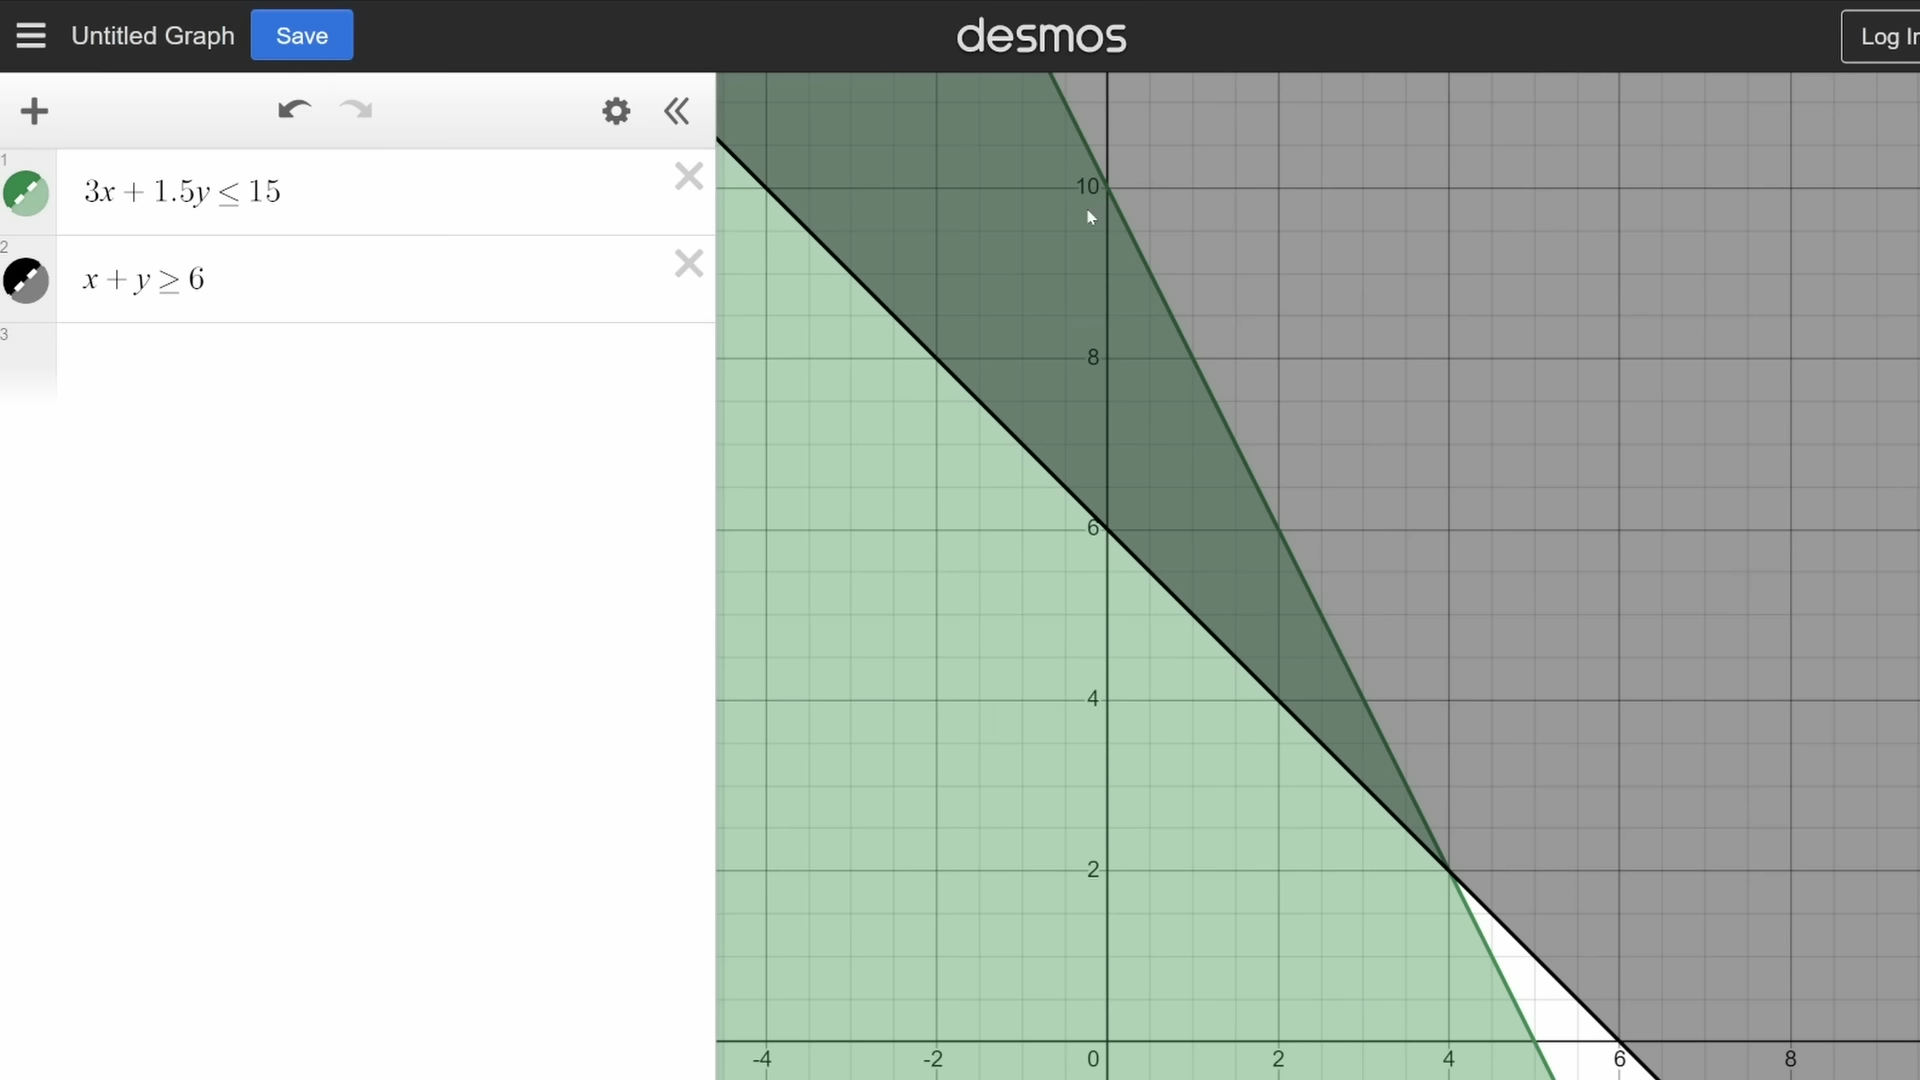 Untitled Graph Save desmos Log In
1
3x + 1.5y ≤ 15
2
x + y ≥ 6
3
10
8
6
4
2
-4 -2 0 2 4 6 8